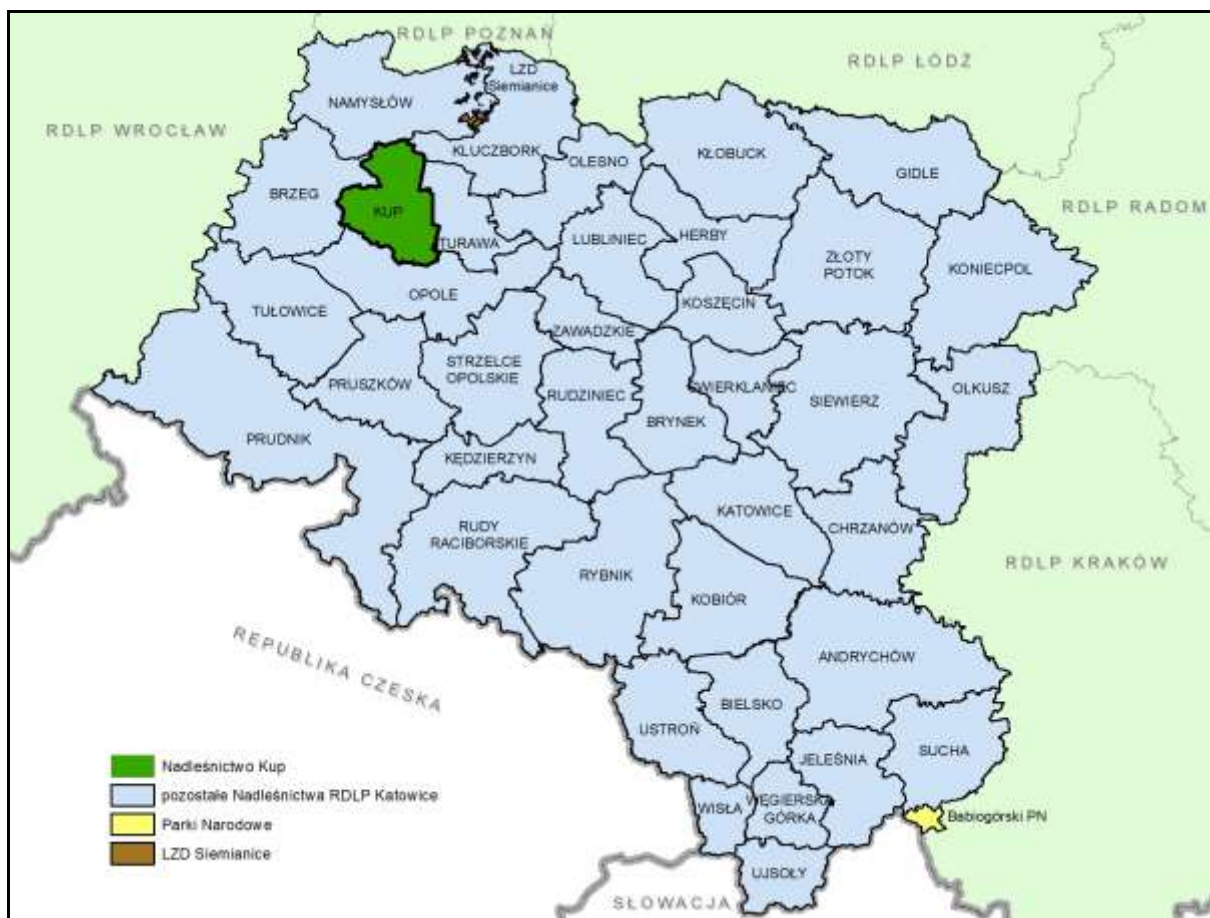 RDLP POZNAŃ
RDLP ŁÓDŹ
LZD
Siemianice
NAMYSŁÓW
RDLP WROCŁAW
KLUCZBORK
OLESNO
KŁOBUCK
GIDLE
BRZEG
KUP
RDLP RADOM
TURAWA
LUBLINIEC
HERBY
ZŁOTY
POTOK
KONIECPOL
OPOLE
KOSZĘCIN
TUŁOWICE
ZAWADZKIE
STRZELCE
OPOLSKIE
PRUSZKÓW
RUDZINIEC
ŚWIERKLANIEC
OLKUSZ
SIEWIERZ
BRYNEK
PRUDNIK
KĘDZIERZYN
KATOWICE
RUDY
RACIBORSKIE
CHRZANÓW
RDLP KRAKÓW
RYBNIK
KOBIÓR
REPUBLIKA CZESKA
ANDRYCHÓW
BIELSKO
USTROŃ
SUCHA
JELEŚNIA
Nadleśnictwo Kup
pozostałe Nadleśnictwa RDLP Katowice
Parki Narodowe
LZD Siemianice
WISŁA
WĘGIERSKA
GÓRKA
Babiogórski PN
UJSOŁY
SŁOWACJA